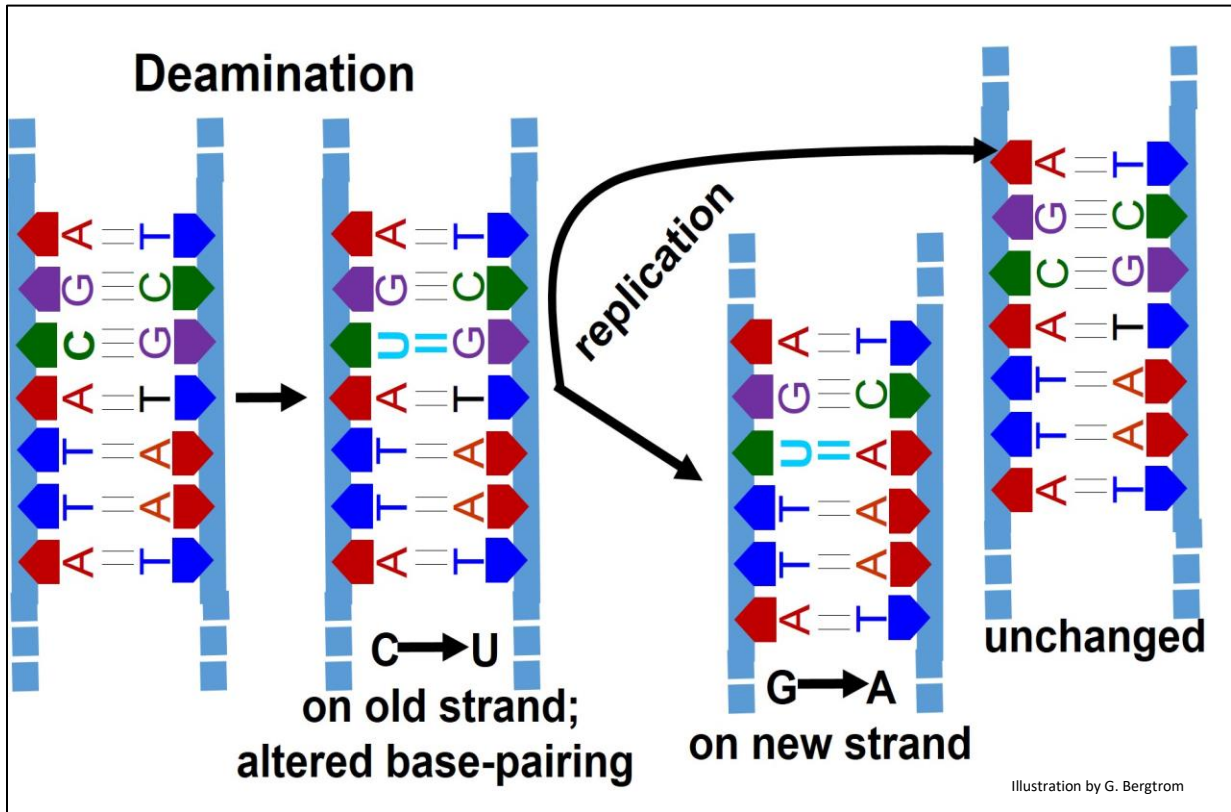 Deamination
A T
G C
C G
A T
T A
T A
A T
A T
G C
U G
A T
T A
T A
A T
C U
on old strand;
altered base-pairing
replication
A T
G C
U A
T A
T A
A T
G A
on new strand
A T
G C
C G
A T
T A
T A
A T
unchanged
Illustration by G. Bergtrom